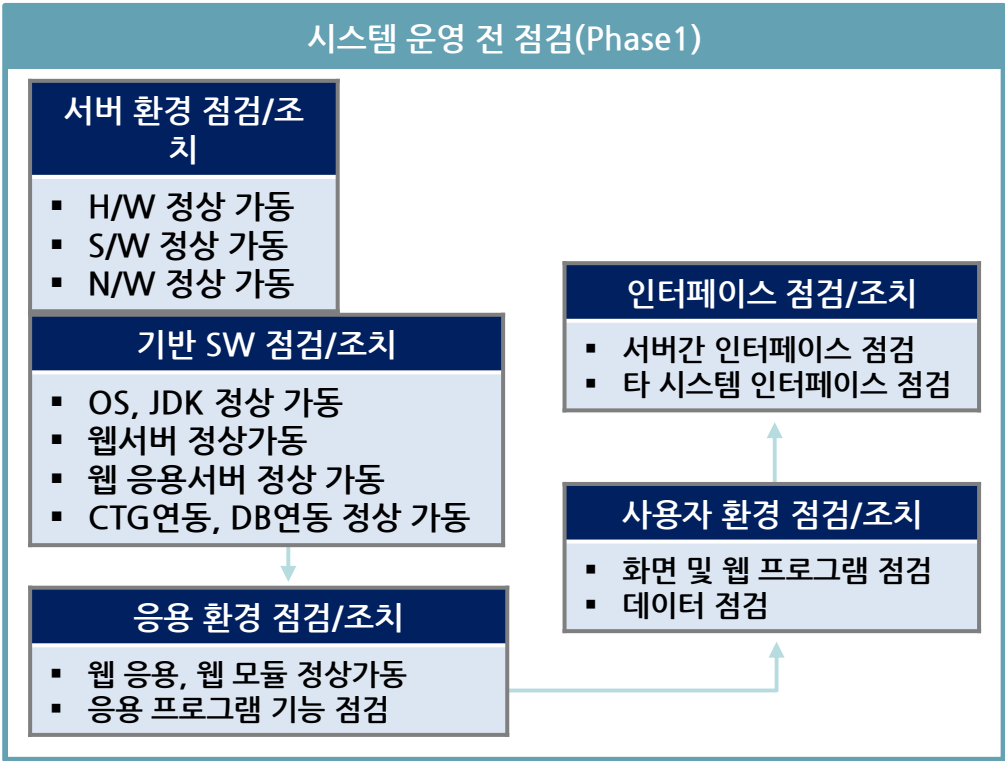 시스템 운영 전 점검(Phase1)
서버 환경 점검/조
치
▪ H/W 정상 가동
▪ S/W 정상 가동
▪ N/W 정상 가동
기반 SW 점검/조치
▪ OS, JDK 정상 가동
▪ 웹서버 정상가동
▪ 웹 응용서버 정상 가동
▪ CTG연동, DB연동 정상 가동
응용 환경 점검/조치
▪ 웹 응용, 웹 모듈 정상가동
▪ 응용 프로그램 기능 점검
사용자 환경 점검/조치
▪ 화면 및 웹 프로그램 점검
▪ 데이터 점검
인터페이스 점검/조치
▪ 서버간 인터페이스 점검
▪ 타 시스템 인터페이스 점검